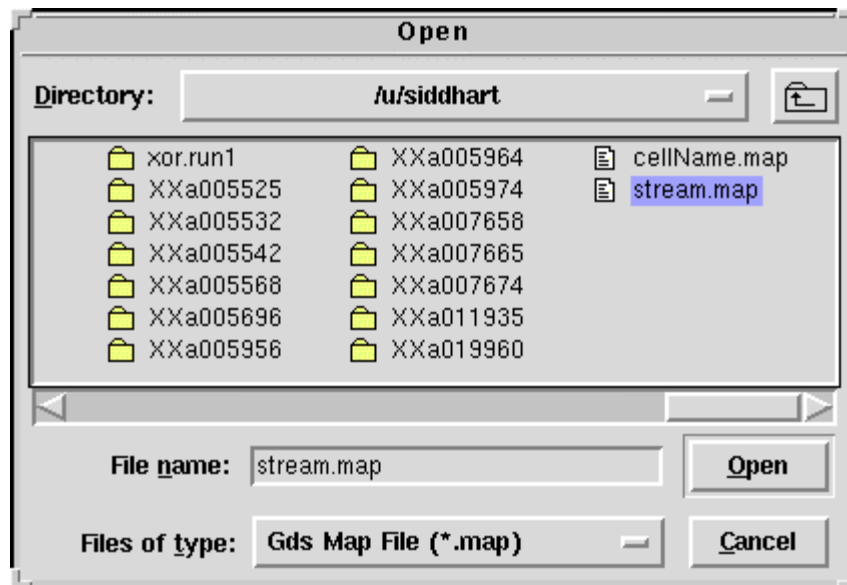 Open
Directory: /u/siddhart
xor.run1 XXa005964 cellName.map
XXa005525 XXa005974 stream.map
XXa005532 XXa007658
XXa005542 XXa007665
XXa005568 XXa007674
XXa005696 XXa011935
XXa005956 XXa019960
File name: stream.map Open
Files of type: Gds Map File (*.map) Cancel